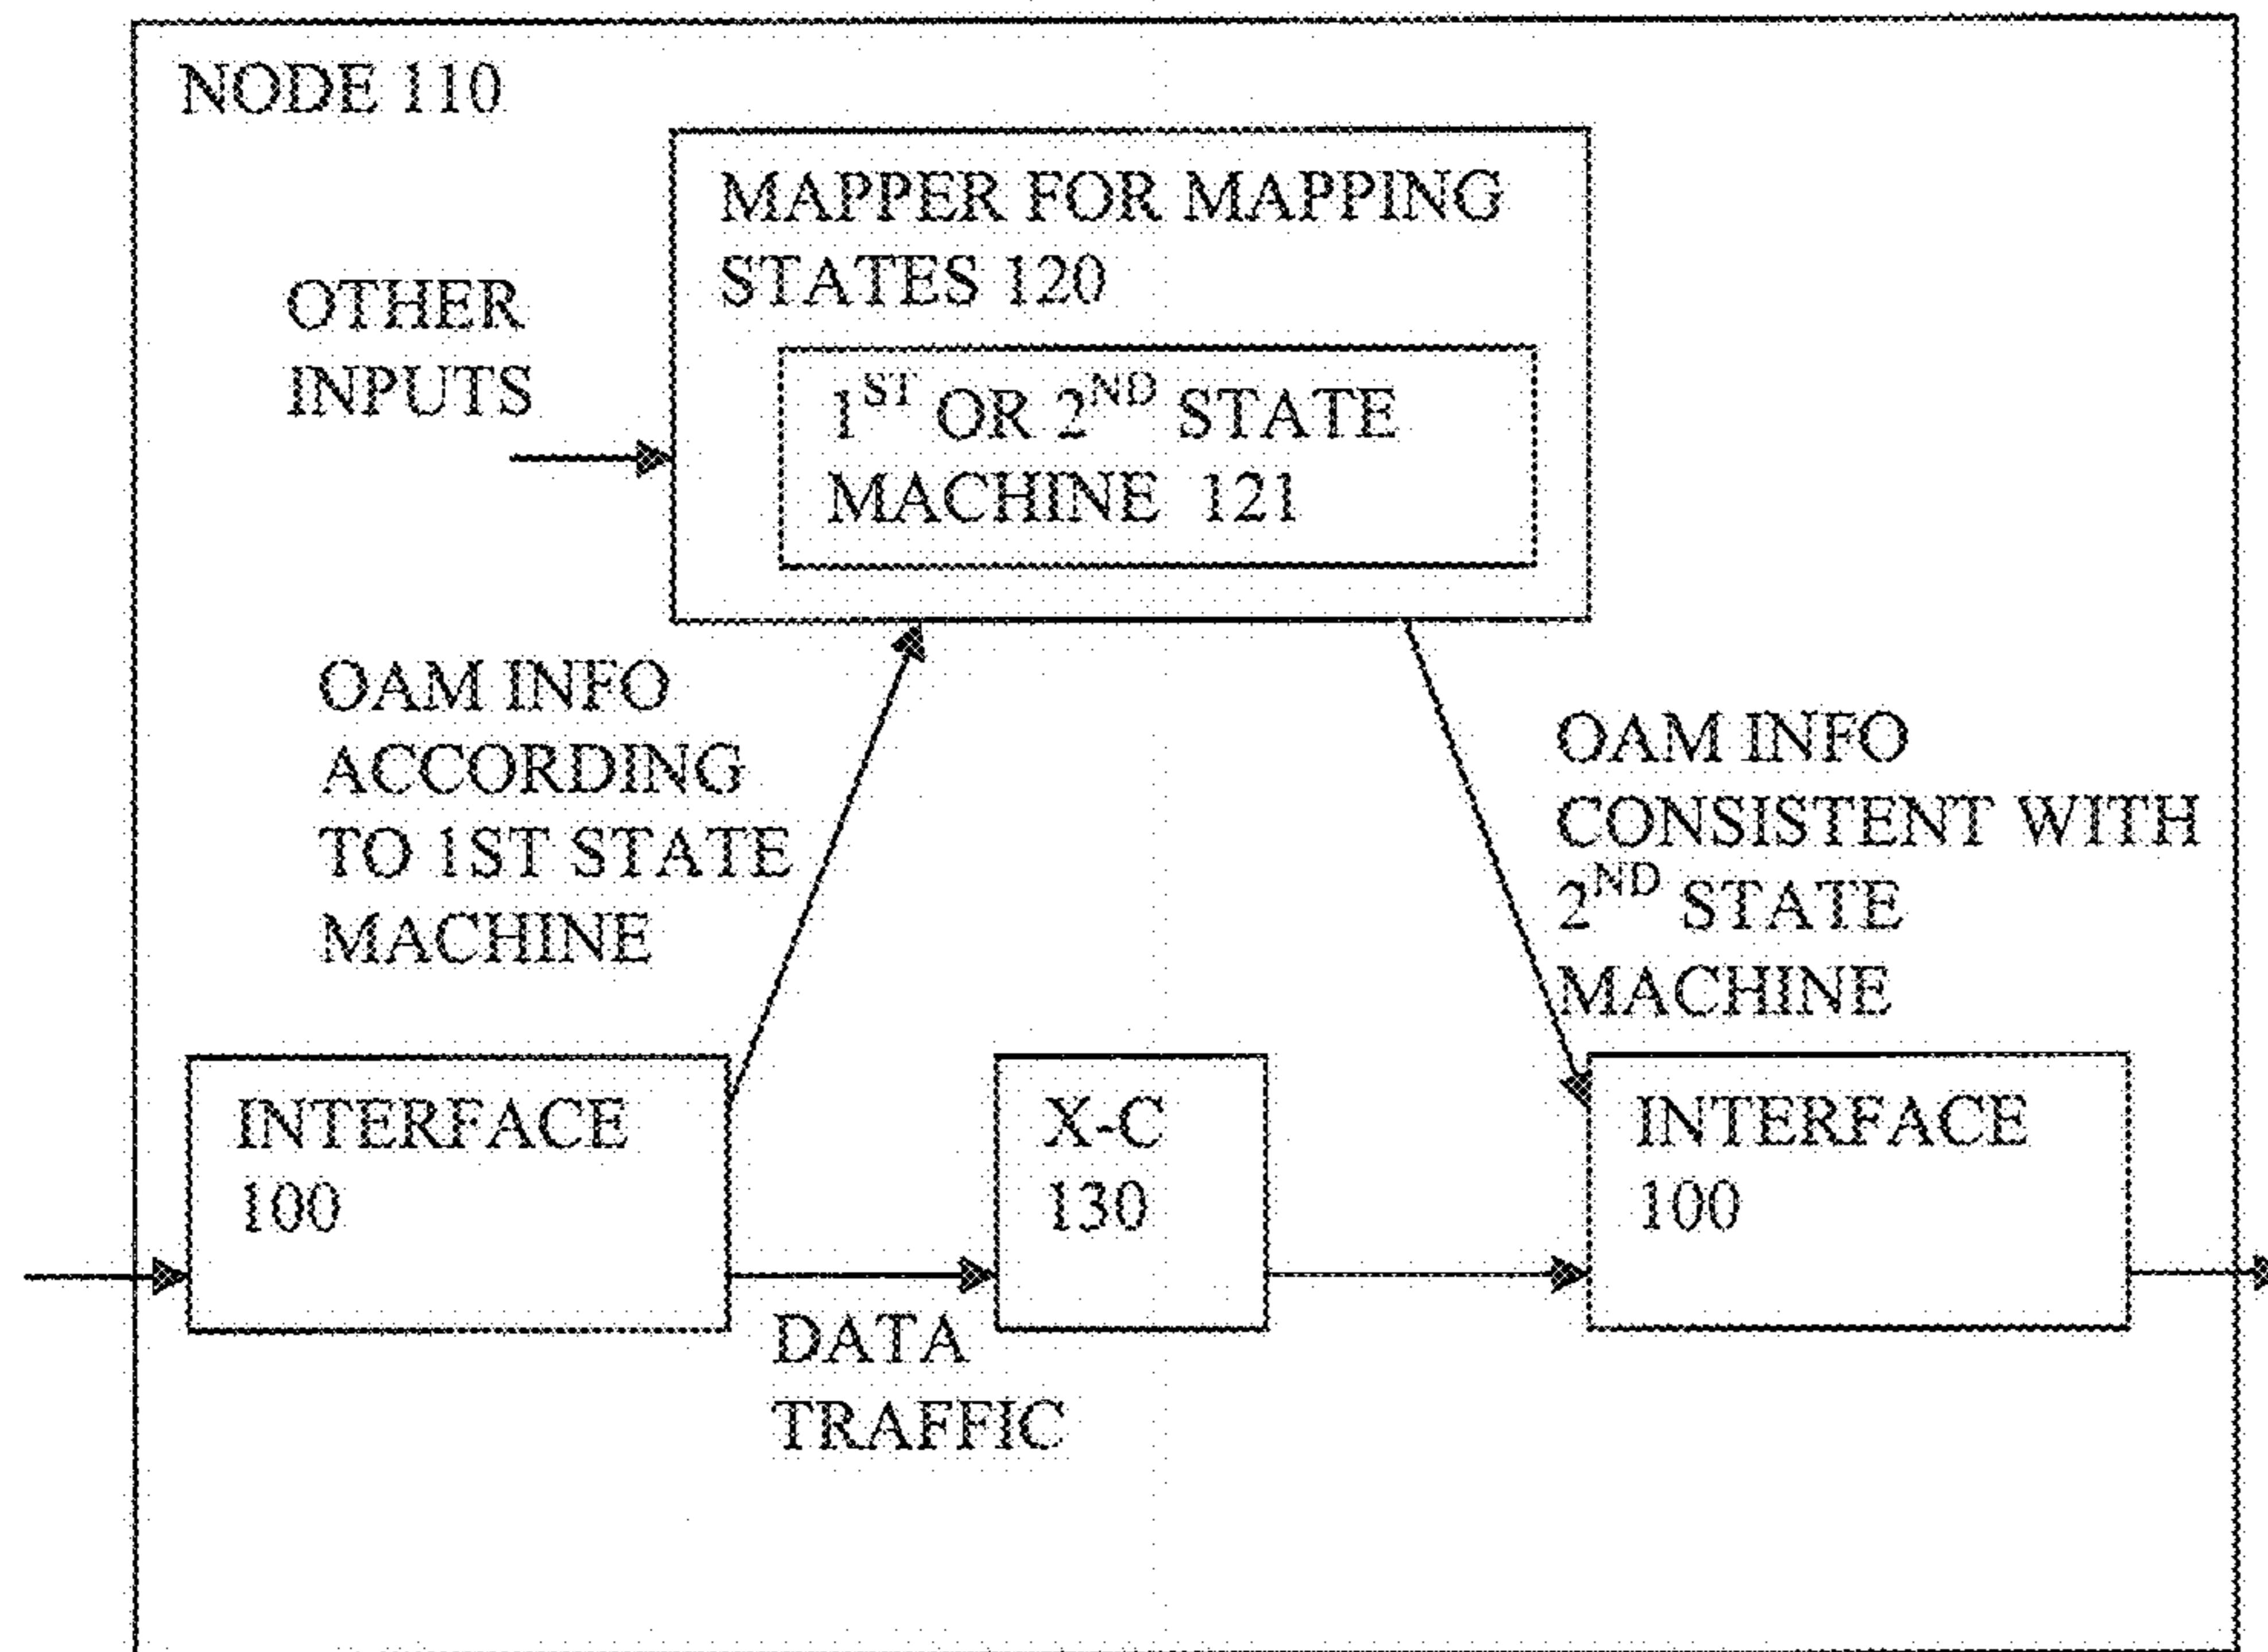 NODE 110
MAPPER FOR MAPPING
STATES 120
OTHER
INPUTS
1ST OR 2ND STATE
MACHINE 121
OAM INFO
ACCORDING
TO 1ST STATE
MACHINE
OAM INFO
CONSISTENT WITH
2ND STATE
MACHINE
INTERFACE
100
X-C
130
INTERFACE
100
DATA
TRAFFIC